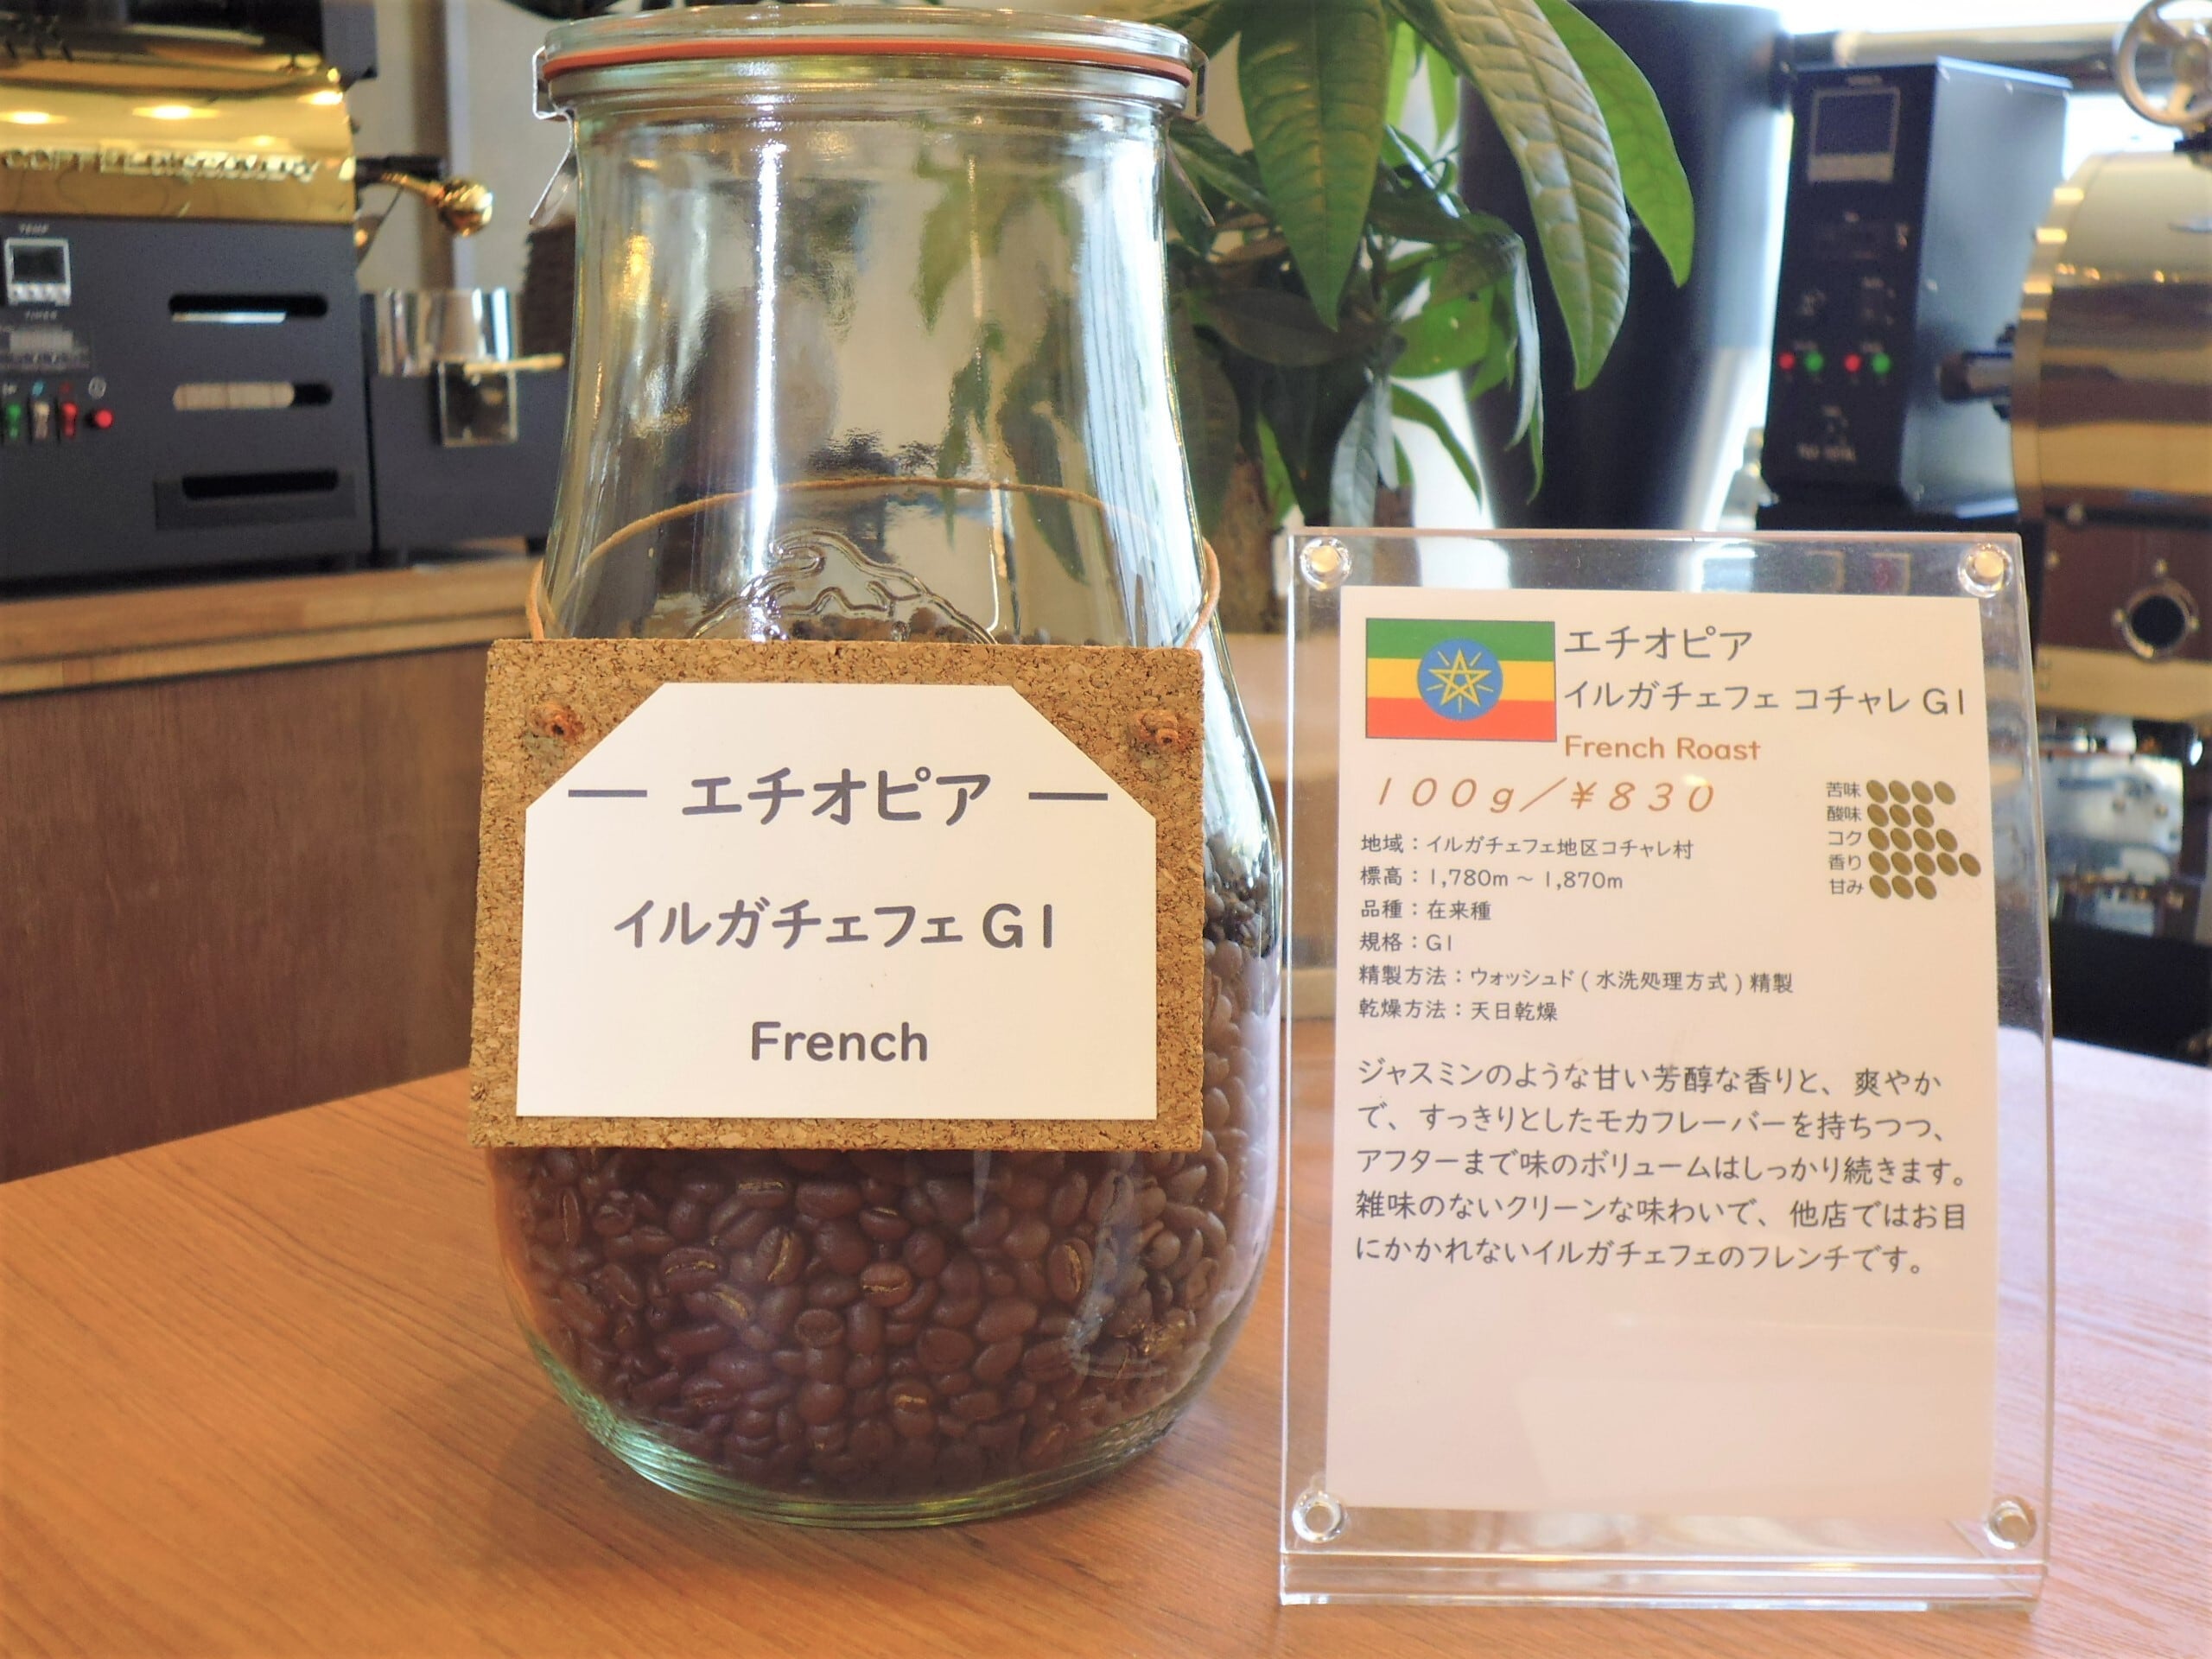 エチオピア
イルガチェフェ G1
French
エチオピア
イルガチェフェ コチャレ G1
French Roast
100g/¥830
苦味
酸味
コク
香り
甘み
地域：イルガチェフェ地区コチャレ村
標高：1,780m ～ 1,870m
品種：在来種
規格：G1
精製方法：ウォッシュド ( 水洗処理方式 ) 精製
乾燥方法：天日乾燥
ジャスミンのような甘い芳醇な香りと、爽やか
で、すっきりとしたモカフレーバーを持ちつつ、
アフターまで味のボリュームはしっかり続きます。
雑味のないクリーンな味わいで、他店ではお目
にかかれないイルガチェフェのフレンチです。
TEMP
TIMER